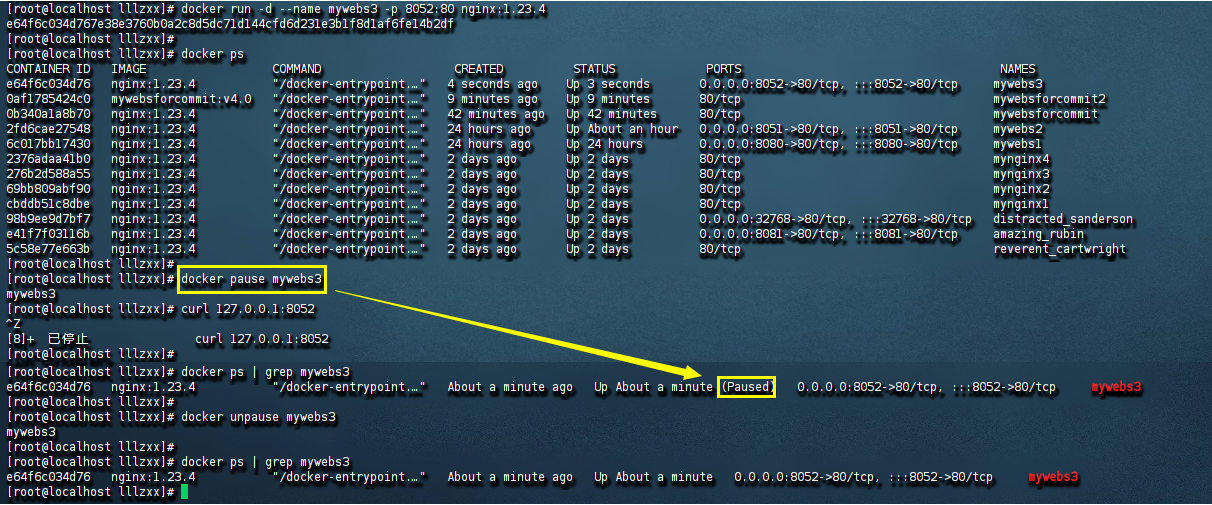 [root@localhost lllzxx]# docker run -d --name mywebs3 -p 8052:80 nginx:1.23.4
e64f6c034d767e38e3760b0a2c8d5dc71d144cfd6d231e3b1f8d1af6fe14b2df
[root@localhost lllzxx]#
[root@localhost lllzxx]# docker ps
CONTAINER ID   IMAGE                  COMMAND                  CREATED          STATUS             PORTS                                         NAMES
e64f6c034d76   nginx:1.23.4           "/docker-entrypoint.…"   4 seconds ago    Up 3 seconds       0.0.0.0:8052->80/tcp, :::8052->80/tcp         mywebs3
0af1785424c0   mywebsforcommit:v4.0   "/docker-entrypoint.…"   9 minutes ago    Up 9 minutes       80/tcp                                        mywebsforcommit2
0b340a1a8b70   nginx:1.23.4           "/docker-entrypoint.…"   42 minutes ago   Up 42 minutes      80/tcp                                        mywebsforcommit
2fd6cae27548   nginx:1.23.4           "/docker-entrypoint.…"   24 hours ago     Up About an hour   0.0.0.0:8051->80/tcp, :::8051->80/tcp         mywebs2
6c017bb17430   nginx:1.23.4           "/docker-entrypoint.…"   24 hours ago     Up 24 hours        0.0.0.0:8080->80/tcp, :::8080->80/tcp         mywebs1
2376adaa41b0   nginx:1.23.4           "/docker-entrypoint.…"   2 days ago       Up 2 days          80/tcp                                        mynginx4
276b2d588a55   nginx:1.23.4           "/docker-entrypoint.…"   2 days ago       Up 2 days          80/tcp                                        mynginx3
69bb809abf90   nginx:1.23.4           "/docker-entrypoint.…"   2 days ago       Up 2 days          80/tcp                                        mynginx2
cbddb51c8dbe   nginx:1.23.4           "/docker-entrypoint.…"   2 days ago       Up 2 days          80/tcp                                        mynginx1
98b9ee9d7bf7   nginx:1.23.4           "/docker-entrypoint.…"   2 days ago       Up 2 days          0.0.0.0:32768->80/tcp, :::32768->80/tcp       distracted_sanderson
e41f7f03116b   nginx:1.23.4           "/docker-entrypoint.…"   2 days ago       Up 2 days          0.0.0.0:8081->80/tcp, :::8081->80/tcp         amazing_rubin
5c58e77e663b   nginx:1.23.4           "/docker-entrypoint.…"   2 days ago       Up 2 days          80/tcp                                        reverent_cartwright
[root@localhost lllzxx]#
[root@localhost lllzxx]# docker pause mywebs3
mywebs3
[root@localhost lllzxx]# curl 127.0.0.1:8052
^Z
[8]+  已停止               curl 127.0.0.1:8052
[root@localhost lllzxx]#
[root@localhost lllzxx]# docker ps | grep mywebs3
e64f6c034d76   nginx:1.23.4           "/docker-entrypoint.…"   About a minute ago   Up About a minute (Paused)   0.0.0.0:8052->80/tcp, :::8052->80/tcp     mywebs3
[root@localhost lllzxx]#
[root@localhost lllzxx]# docker unpause mywebs3
mywebs3
[root@localhost lllzxx]#
[root@localhost lllzxx]# docker ps | grep mywebs3
e64f6c034d76   nginx:1.23.4           "/docker-entrypoint.…"   About a minute ago   Up About a minute   0.0.0.0:8052->80/tcp, :::8052->80/tcp     mywebs3
[root@localhost lllzxx]#